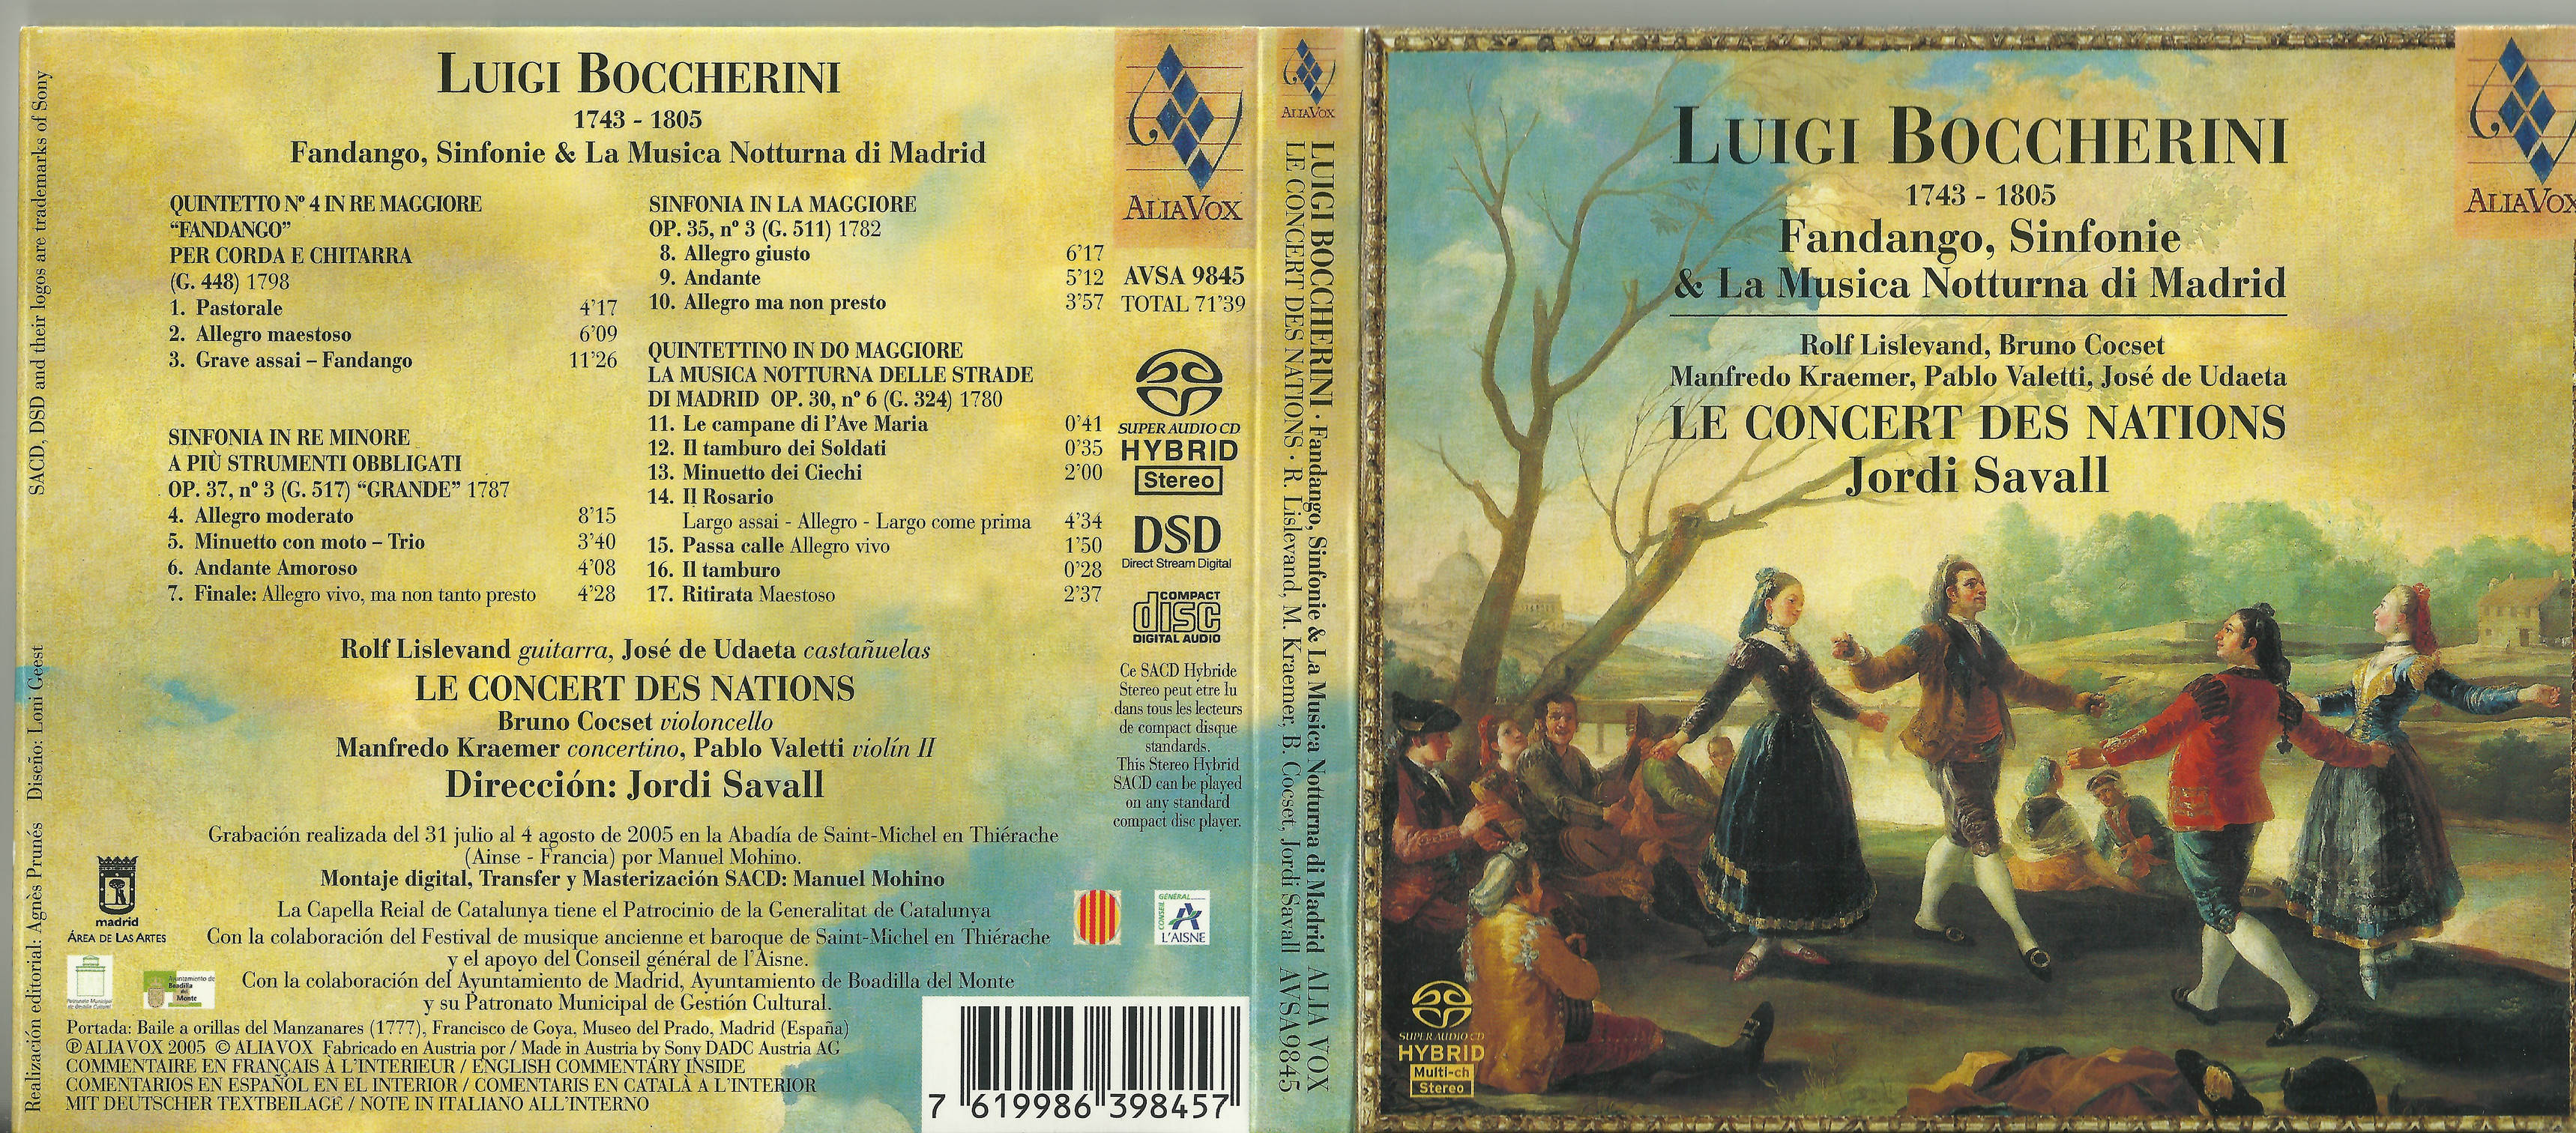 SACD, DSD and their logos are trademarks of Sony
Realización editorial: Agnès Prunés Diseño: Loni Geest
LUIGI BOCCHERINI
1743 - 1805
Fandango, Sinfonie & La Musica Notturna di Madrid
QUINTETTO Nº 4 IN RE MAGGIORE
“FANDANGO”
PER CORDA E CHITARRA
(G. 448) 1798
1. Pastorale 4’17
2. Allegro maestoso 6’09
3. Grave assai – Fandango 11’26
SINFONIA IN RE MINORE
A PIÙ STRUMENTI OBBLIGATI
OP. 37, nº 3 (G. 517) “GRANDE” 1787
4. Allegro moderato 8’15
5. Minuetto con moto – Trio 3’40
6. Andante Amoroso 4’08
7. Finale: Allegro vivo, ma non tanto presto 4’28
SINFONIA IN LA MAGGIORE
OP. 35, nº 3 (G. 511) 1782
8. Allegro giusto 6’17
9. Andante 5’12
10. Allegro ma non presto 3’57
QUINTETTINO IN DO MAGGIORE
LA MUSICA NOTTURNA DELLE STRADE
DI MADRID OP. 30, nº 6 (G. 324) 1780
11. Le campane di l’Ave Maria 0’41
12. Il tamburo dei Soldati 0’35
13. Minuetto dei Ciechi 2’00
14. Il Rosario
Largo assai - Allegro - Largo come prima 4’34
15. Passa calle Allegro vivo 1’50
16. Il tamburo 0’28
17. Ritirata Maestoso 2’37
Rolf Lislevand guitarra, José de Udaeta castañuelas
LE CONCERT DES NATIONS
Bruno Cocset violoncello
Manfredo Kraemer concertino, Pablo Valetti violín II
Dirección: Jordi Savall
Grabación realizada del 31 julio al 4 agosto de 2005 en la Abadía de Saint-Michel en Thiérache
(Ainse - Francia) por Manuel Mohino.
Montaje digital, Transfer y Masterización SACD: Manuel Mohino
La Capella Reial de Catalunya tiene el Patrocinio de la Generalitat de Catalunya
Con la colaboración del Festival de musique ancienne et baroque de Saint-Michel en Thiérache
y el apoyo del Conseil général de l’Aisne.
Con la colaboración del Ayuntamiento de Madrid, Ayuntamiento de Boadilla del Monte
y su Patronato Municipal de Gestión Cultural.
madrid
ÁREA DE LAS ARTES
Patronato Municipal
de Gestión Cultural
Ayuntamiento de
Boadilla
del
Monte
Portada: Baile a orillas del Manzanares (1777), Francisco de Goya, Museo del Prado, Madrid (España)
℗ ALIA VOX 2005 © ALIA VOX Fabricado en Austria por / Made in Austria by Sony DADC Austria AG
COMMENTAIRE EN FRANÇAIS À L’INTERIEUR / ENGLISH COMMENTARY INSIDE
COMENTARIOS EN ESPAÑOL EN EL INTERIOR / COMENTARIS EN CATALÀ A L’INTERIOR
MIT DEUTSCHER TEXTBEILAGE / NOTE IN ITALIANO ALL’INTERNO
ALIAVOX
AVSA 9845
TOTAL 71’39
SUPER AUDIO CD
HYBRID
Stereo
DSD
Direct Stream Digital
COMPACT
disc
DIGITAL AUDIO
Ce SACD Hybride
Stereo peut etre lu
dans tous les lecteurs
de compact disque
standards.
This Stereo Hybrid
SACD can be played
on any standard
compact disc player.
CONSEIL
GÉNÉRAL
L’AISNE
7 619986 398457
ALIAVOX
LUIGI BOCCHERINI · Fandango, Sinfonie & La Musica Notturna di Madrid ALIA VOX
LE CONCERT DES NATIONS · R. Lislevand, M. Kraemer, B. Cocset, Jordi Savall AVSA9845
LUIGI BOCCHERINI
1743 - 1805
Fandango, Sinfonie
& La Musica Notturna di Madrid
Rolf Lislevand, Bruno Cocset
Manfredo Kraemer, Pablo Valetti, José de Udaeta
LE CONCERT DES NATIONS
Jordi Savall
ALIAVOX
SUPER AUDIO CD
HYBRID
Multi-ch
Stereo